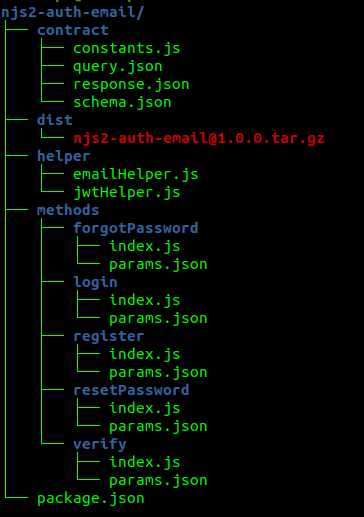 njs2-auth-email/
├── contract
│   ├── constants.js
│   ├── query.json
│   ├── response.json
│   └── schema.json
├── dist
│   └── njs2-auth-email@1.0.0.tar.gz
├── helper
│   ├── emailHelper.js
│   └── jwtHelper.js
├── methods
│   ├── forgotPassword
│   │   ├── index.js
│   │   └── params.json
│   ├── login
│   │   ├── index.js
│   │   └── params.json
│   ├── register
│   │   ├── index.js
│   │   └── params.json
│   ├── resetPassword
│   │   ├── index.js
│   │   └── params.json
│   └── verify
│       ├── index.js
│       └── params.json
└── package.json